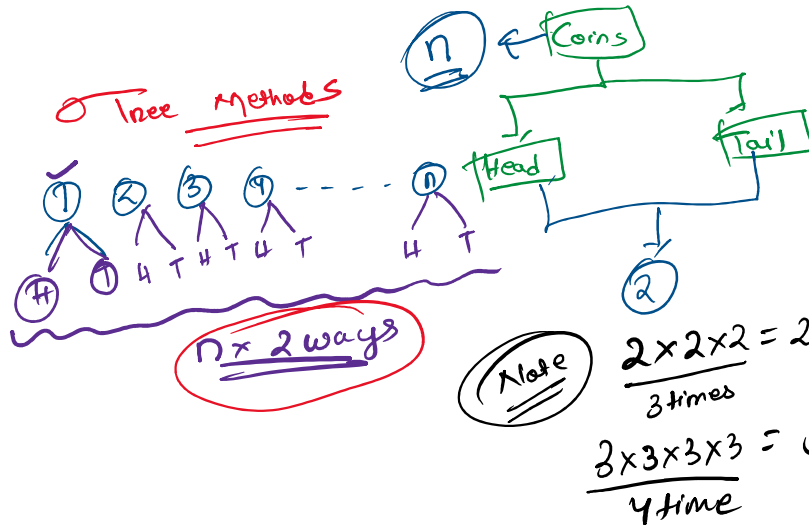 n Coins
Tree Methods
Head Tail
1 2 3 4 ---- n
H T H T H T H T H T
2
n x 2 ways
Note 2×2×2 = 2
3 times
3×3×3×3 =
4 time